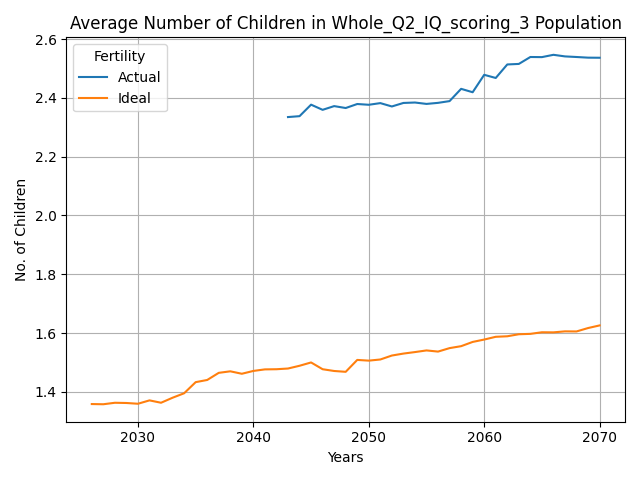 Average Number of Children in Whole_Q2_IQ_scoring_3 Population
Fertility
Actual
Ideal
No. of Children
2.6
2.4
2.2
2.0
1.8
1.6
1.4
2030 2040 2050 2060 2070
Years